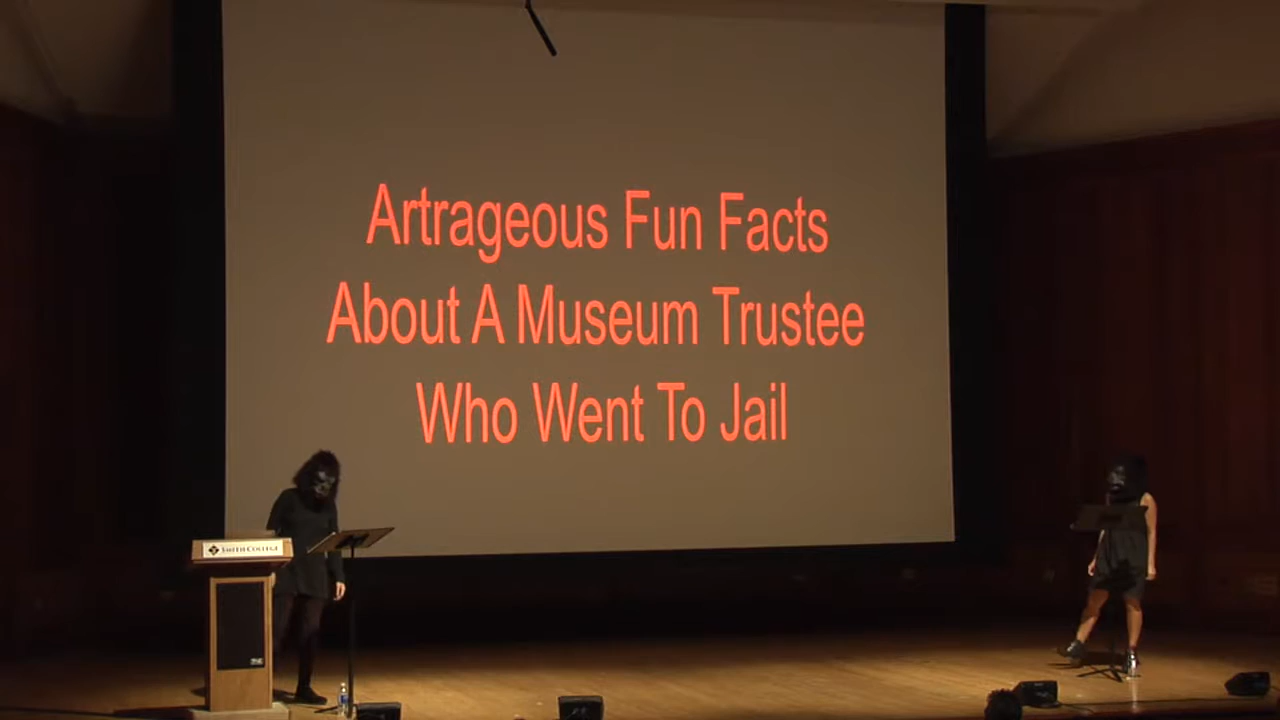 Artrageous Fun Facts
About A Museum Trustee
Who Went To Jail
SMITH COLLEGE